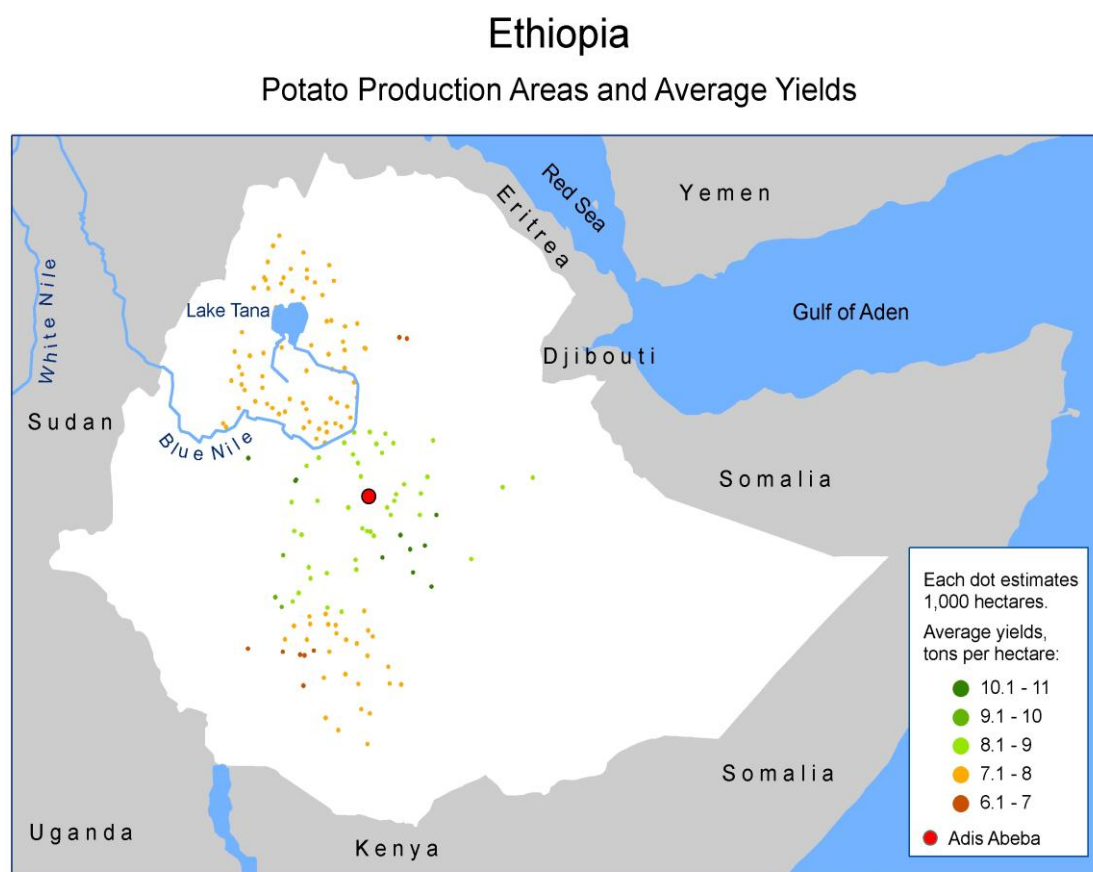 Ethiopia
Potato Production Areas and Average Yields
Red Sea
Yemen
Eritrea
White Nile
Lake Tana
Gulf of Aden
Djibouti
Sudan
Blue Nile
Somalia
Each dot estimates
1,000 hectares.
Average yields,
tons per hectare:
10.1 - 11
9.1 - 10
8.1 - 9
7.1 - 8
6.1 - 7
Adis Abeba
Somalia
Uganda
Kenya